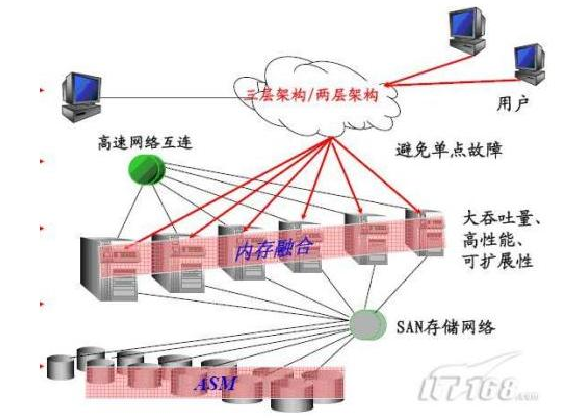 三层架构/两层架构
用户
高速网络互连
避免单点故障
大吞吐量、
高性能、
可扩展性
内存融合
SAN存储网络
ASM
IT168